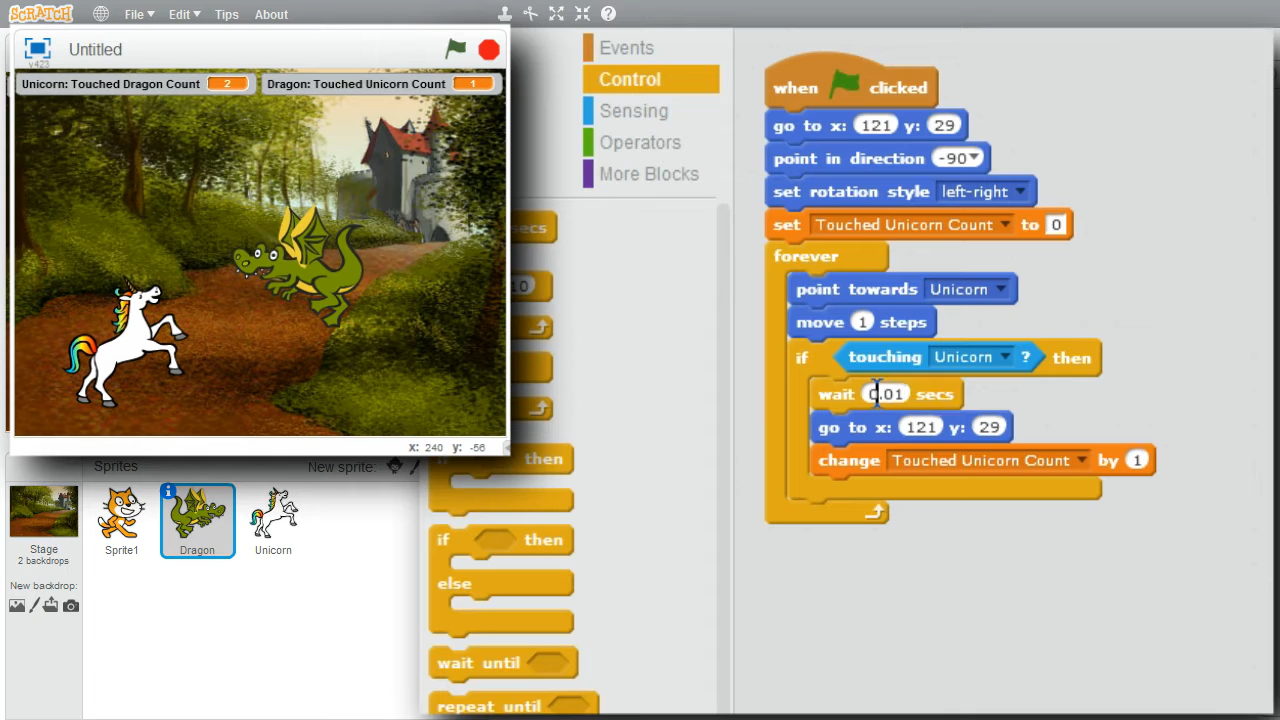 SCRATCH File Edit Tips About
Untitled
v423
Unicorn: Touched Dragon Count 2 Dragon: Touched Unicorn Count 1
x: 240 y: -56
Sprites New sprite:
Stage
2 backdrops
New backdrop:
Sprite1 Dragon Unicorn
Events
Control
Sensing
Operators
More Blocks
secs
10
if then
if then
else
wait until
repeat until
when clicked
go to x: 121 y: 29
point in direction -90
set rotation style left-right
set Touched Unicorn Count to 0
forever
point towards Unicorn
move 1 steps
if touching Unicorn ? then
wait 0.01 secs
go to x: 121 y: 29
change Touched Unicorn Count by 1